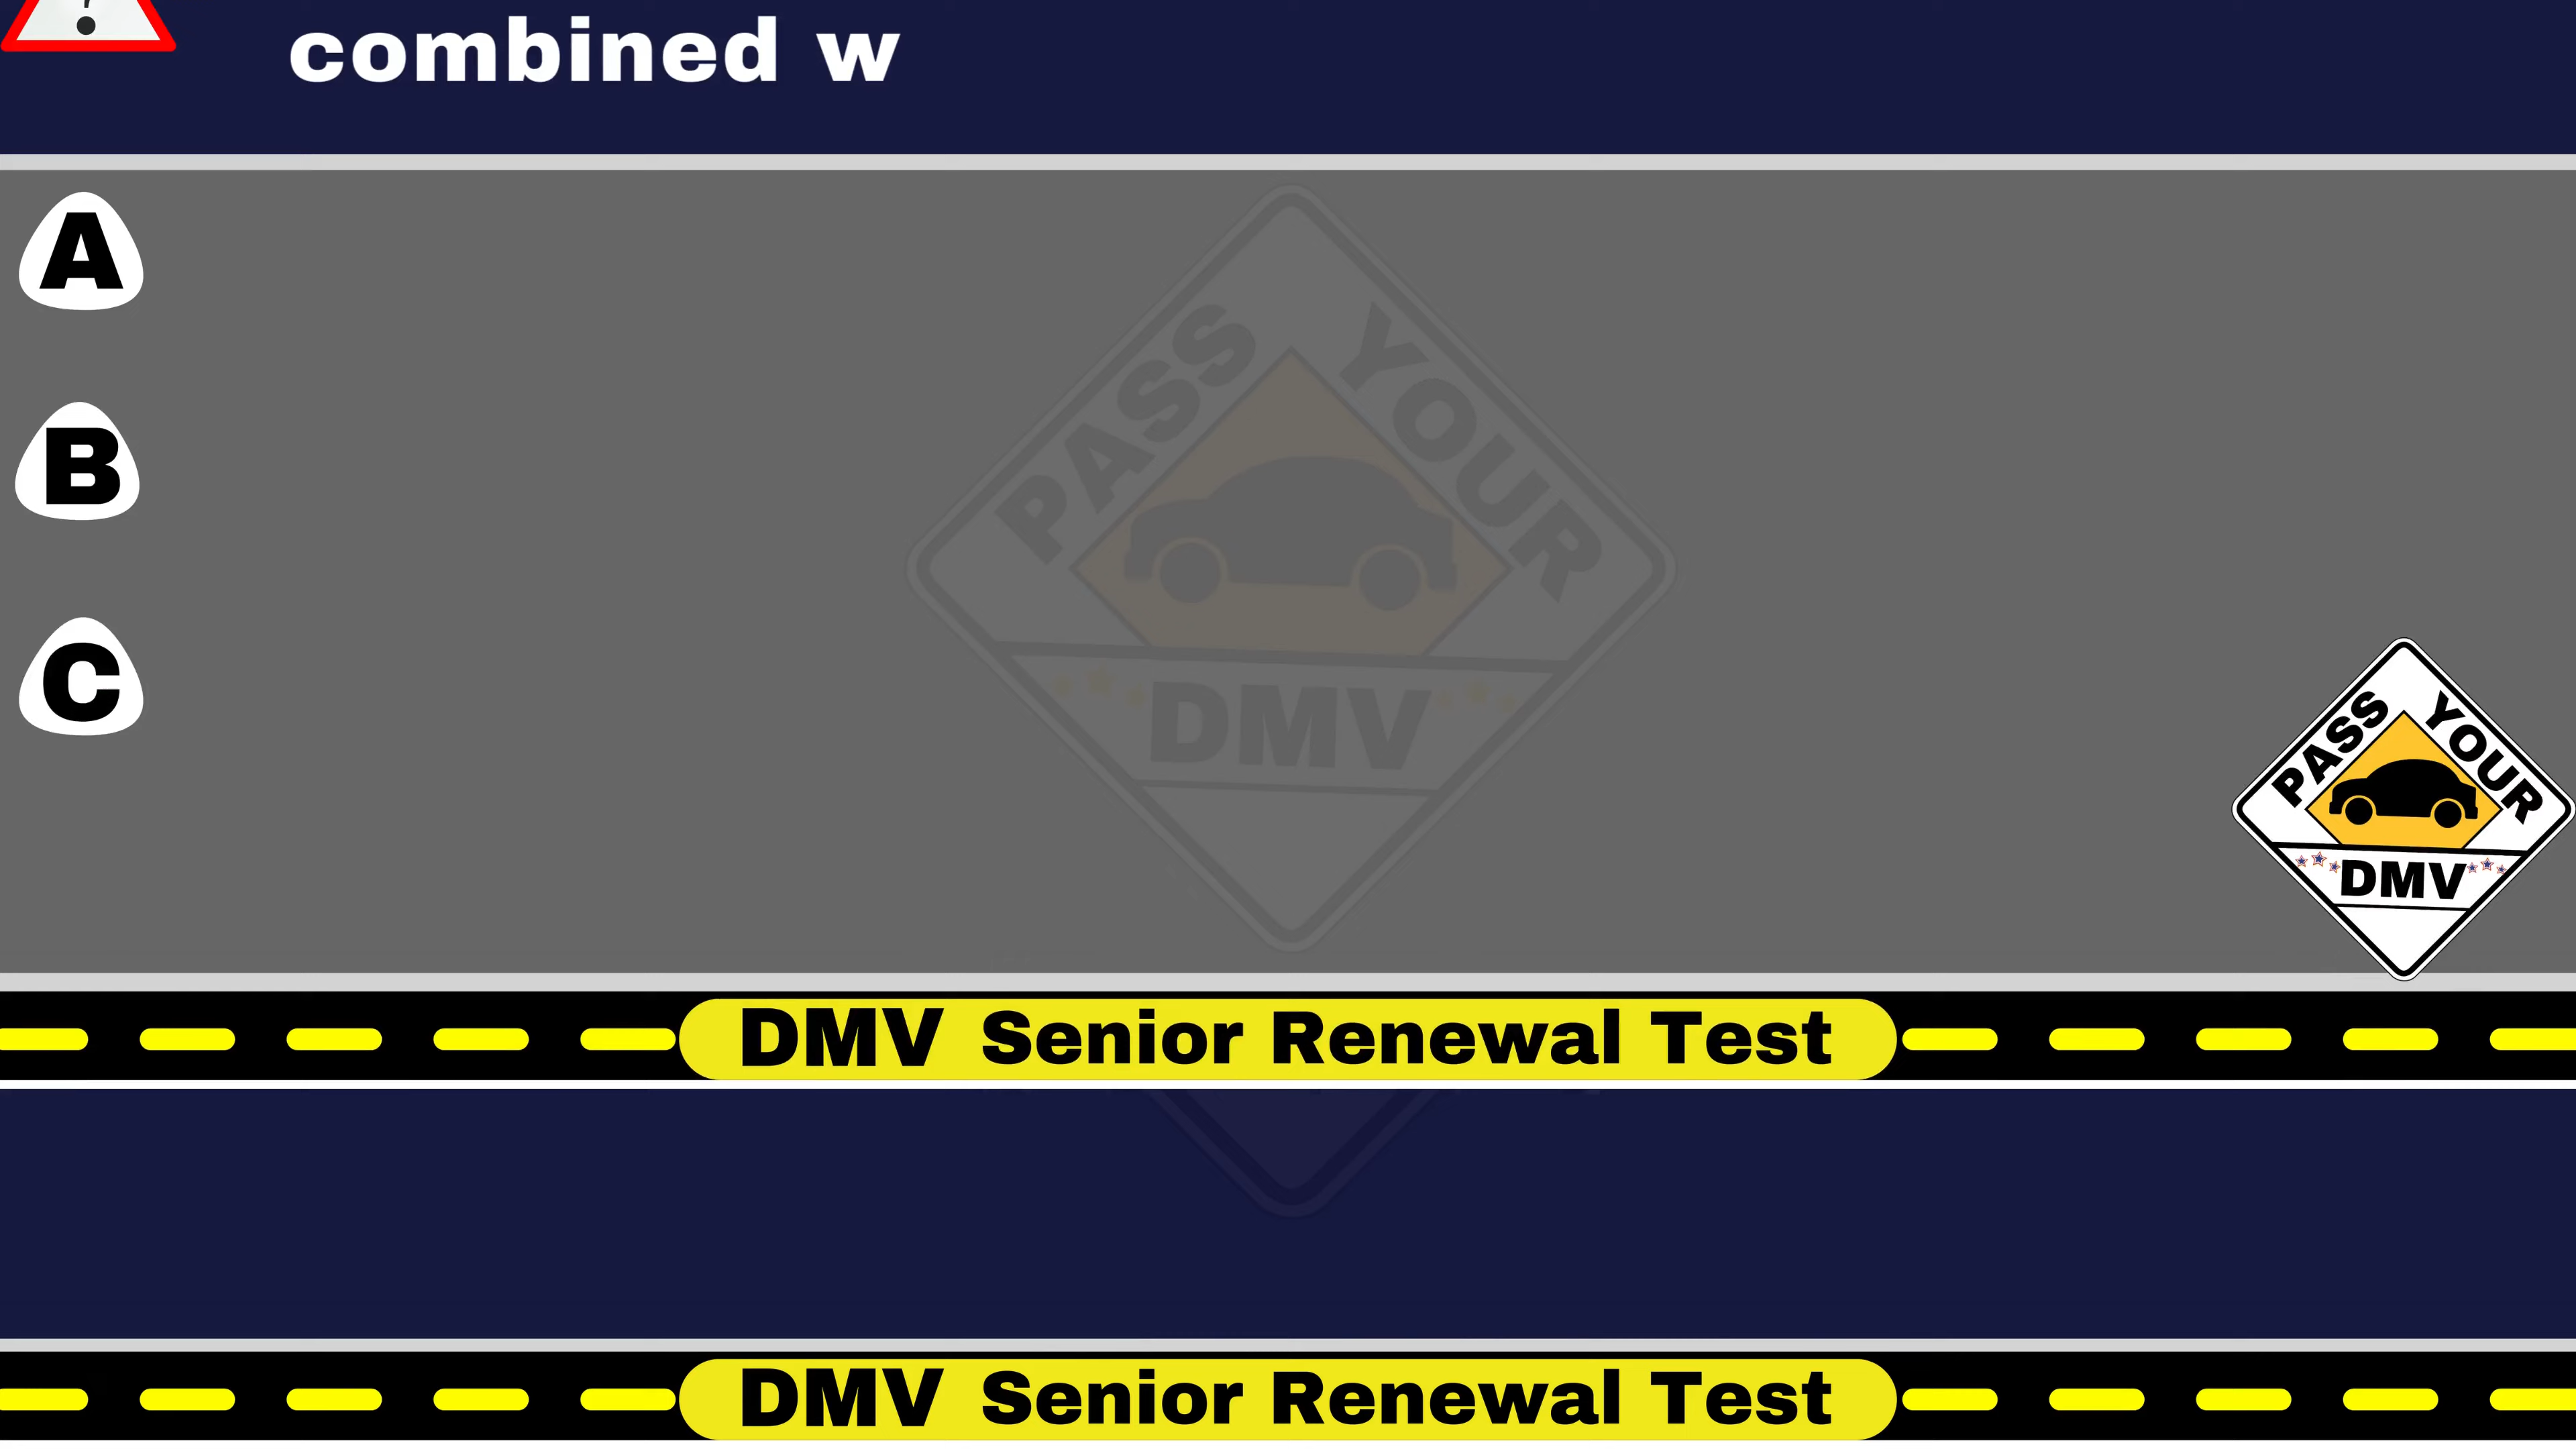 ?
combined w
A
B
C
PASS YOUR
DMV
PASS YOUR
DMV
DMV Senior Renewal Test
DMV Senior Renewal Test